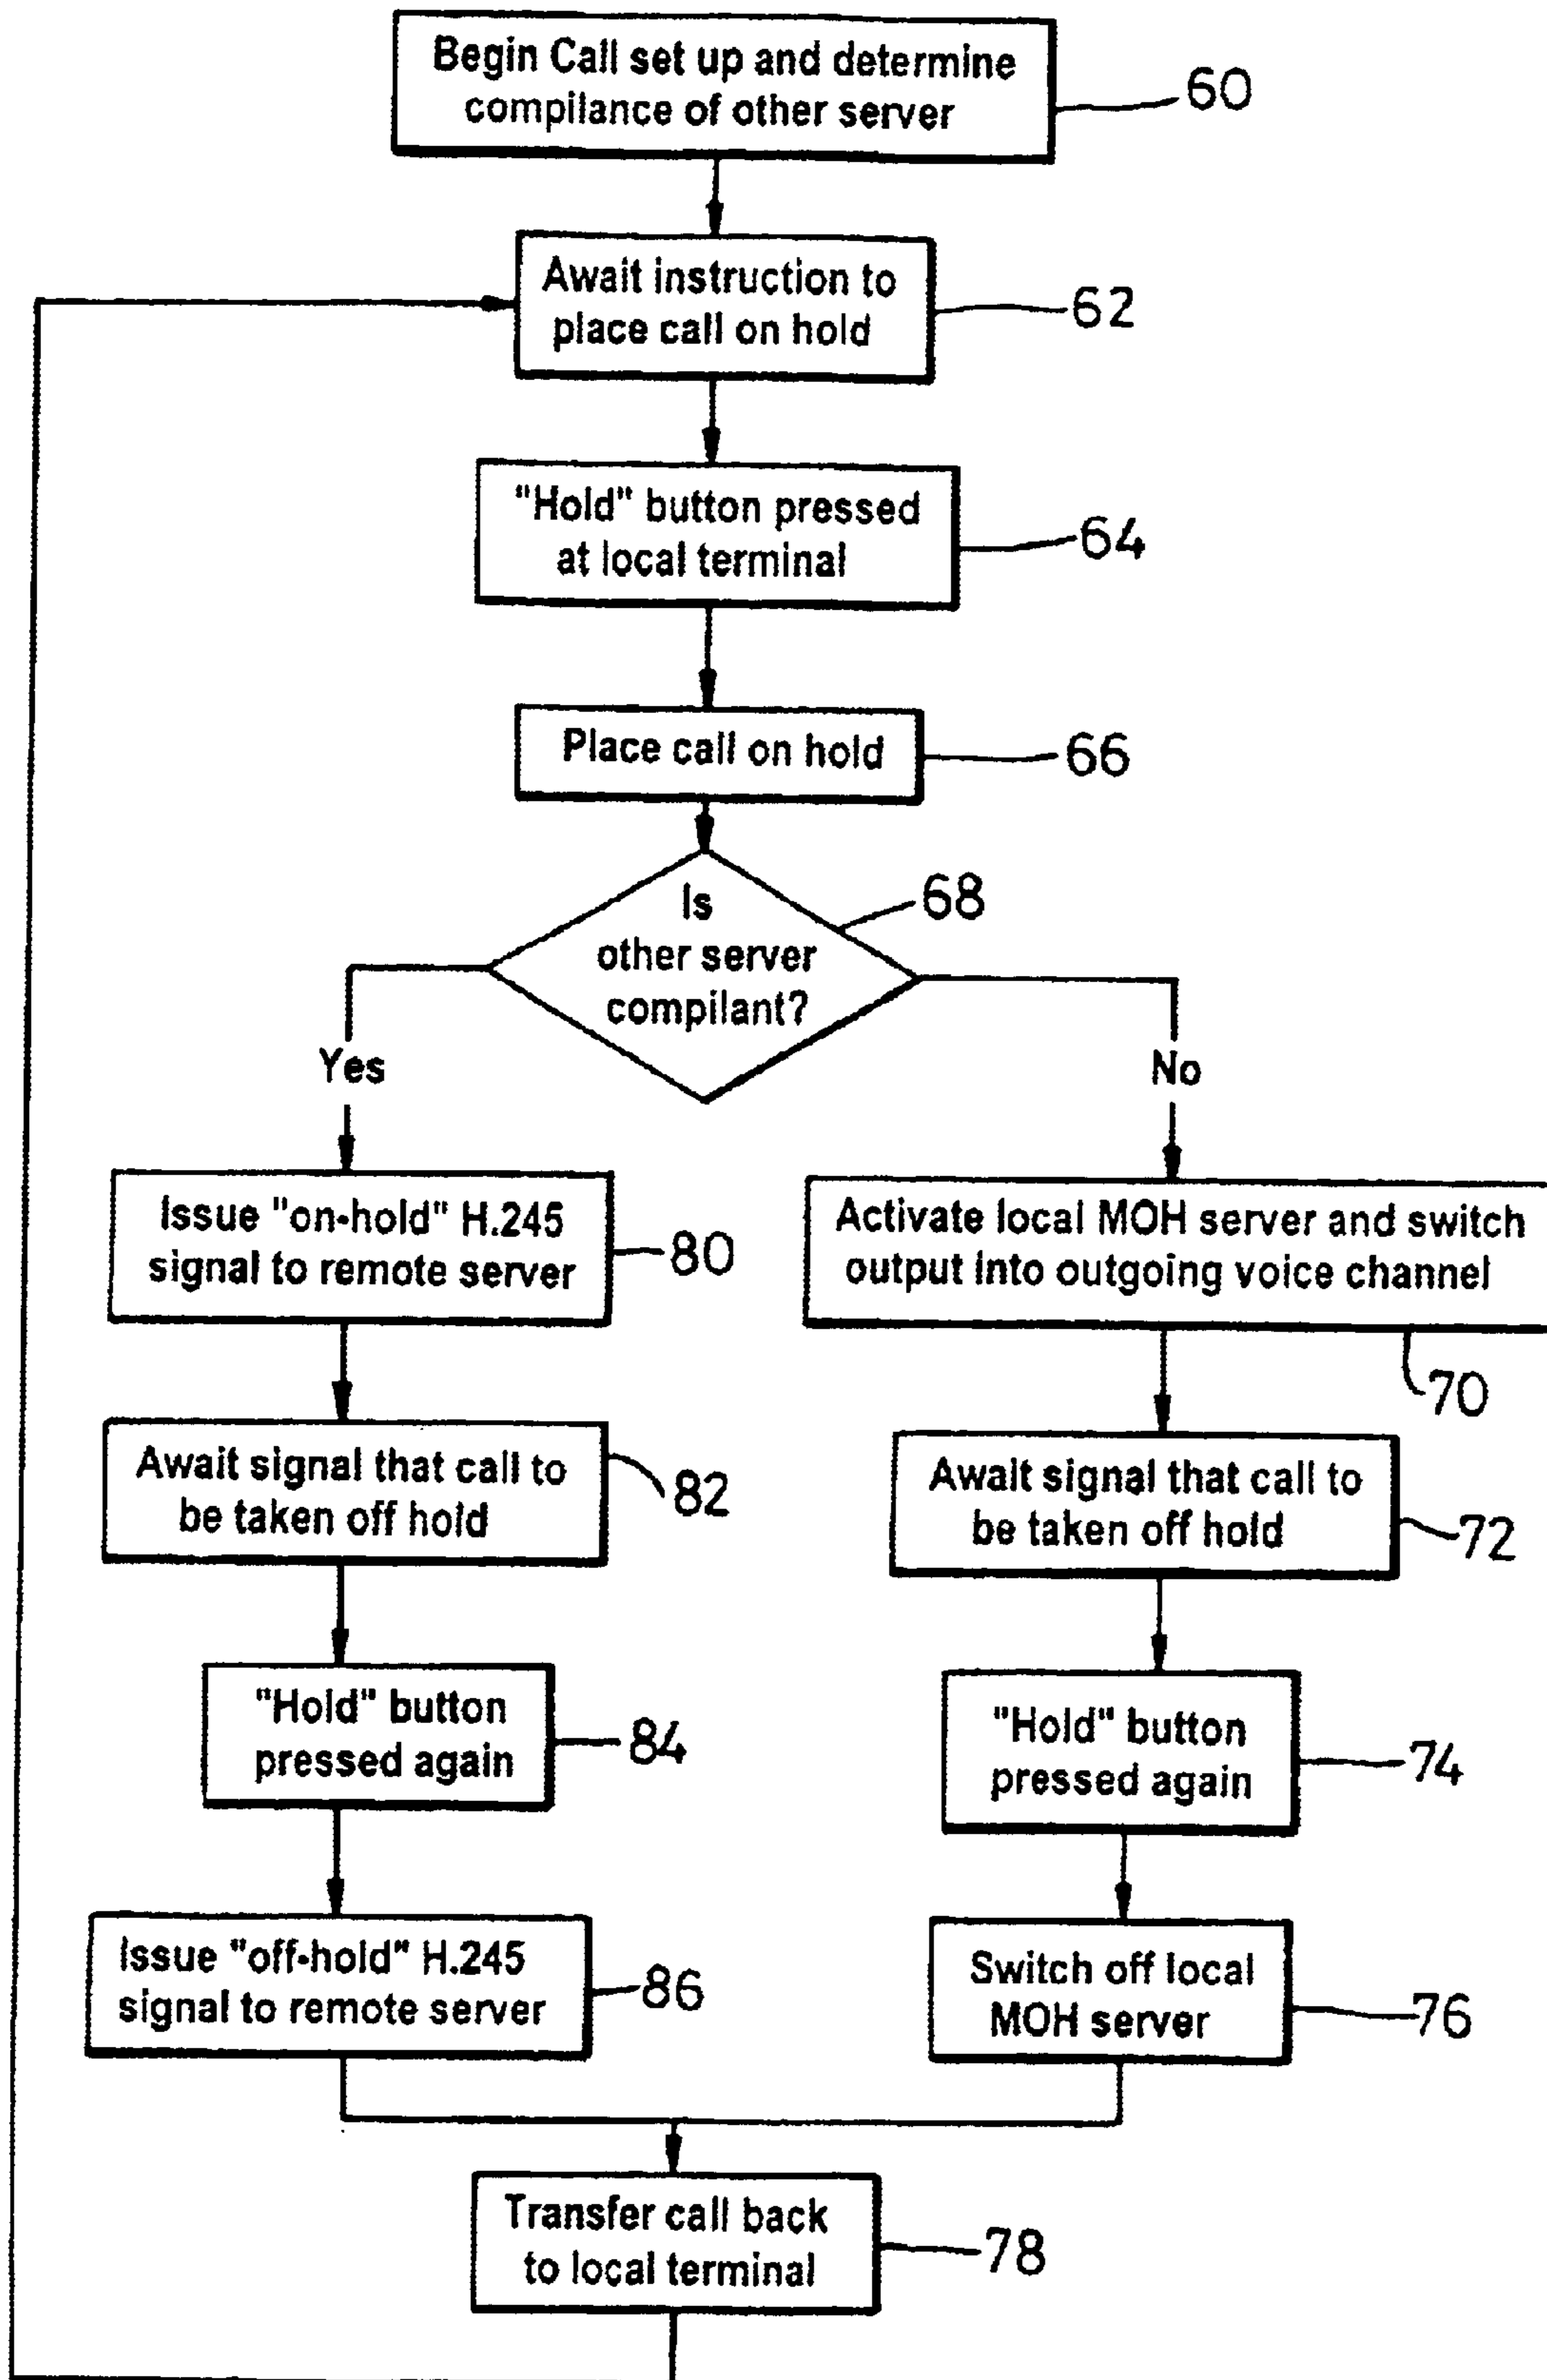 Begin Call set up and determine
compilance of other server
60
Await instruction to
place call on hold
62
"Hold" button pressed
at local terminal
64
Place call on hold
66
Is
other server
compilant?
68
Yes
No
Issue "on-hold" H.245
signal to remote server
80
Activate local MOH server and switch
output into outgoing voice channel
70
Await signal that call to
be taken off hold
82
Await signal that call to
be taken off hold
72
"Hold" button
pressed again
84
"Hold" button
pressed again
74
Issue "off-hold" H.245
signal to remote server
86
Switch off local
MOH server
76
Transfer call back
to local terminal
78